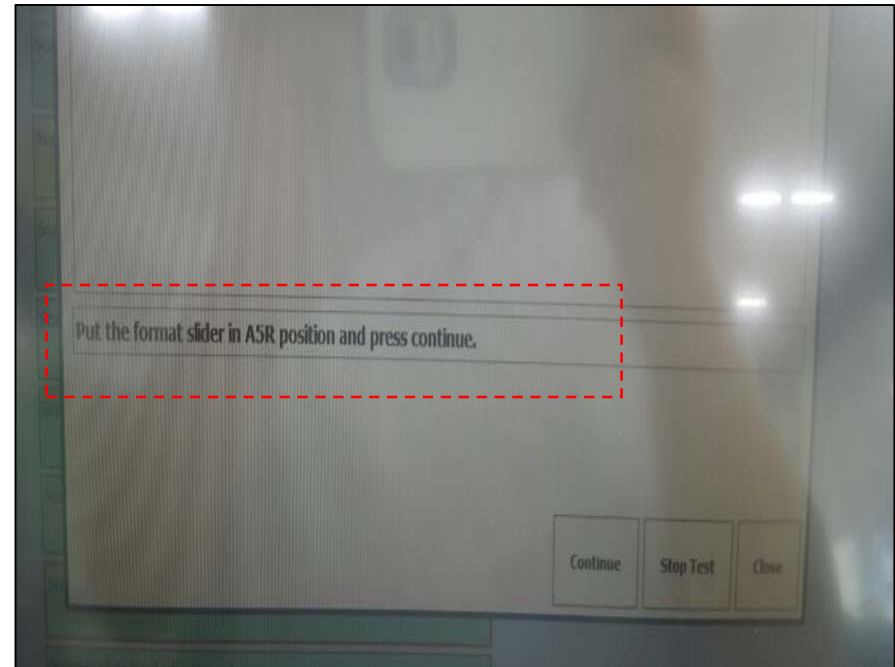 Put the format slider in A5R position and press continue.
Continue
Stop Test
Close